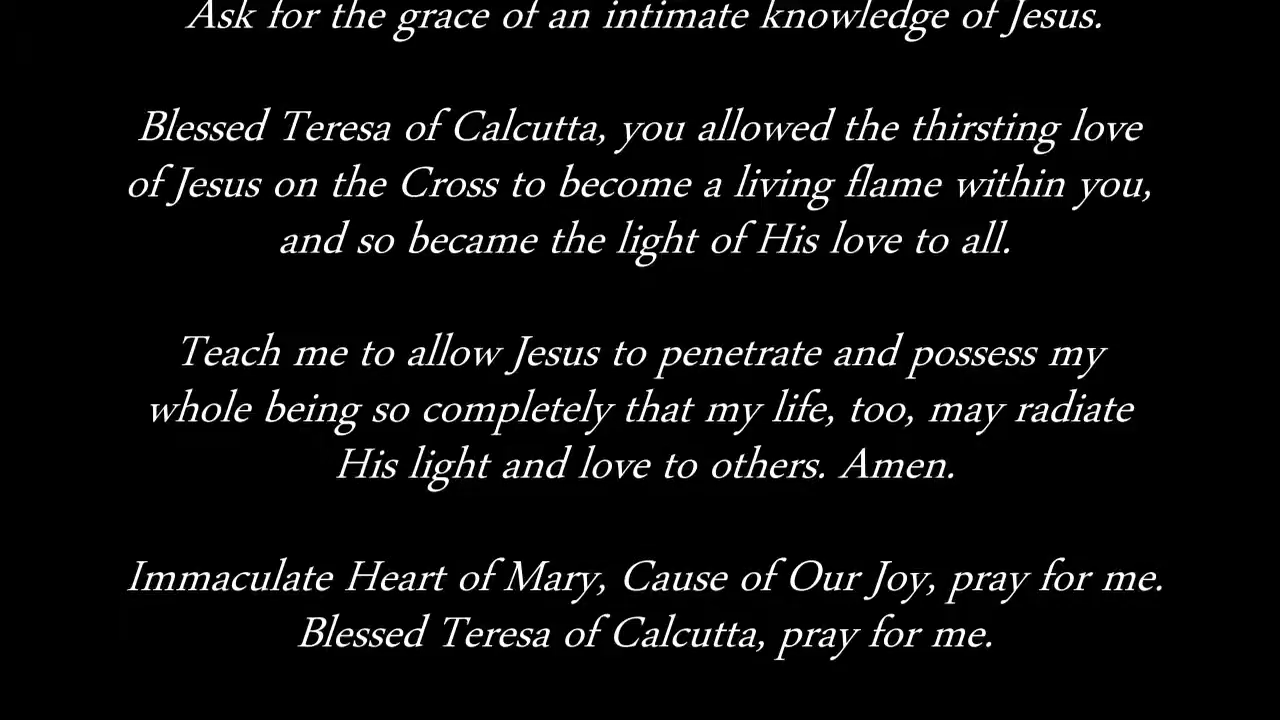 Ask for the grace of an intimate knowledge of Jesus.
Blessed Teresa of Calcutta, you allowed the thirsting love
of Jesus on the Cross to become a living flame within you,
and so became the light of His love to all.
Teach me to allow Jesus to penetrate and possess my
whole being so completely that my life, too, may radiate
His light and love to others. Amen.
Immaculate Heart of Mary, Cause of Our Joy, pray for me.
Blessed Teresa of Calcutta, pray for me.